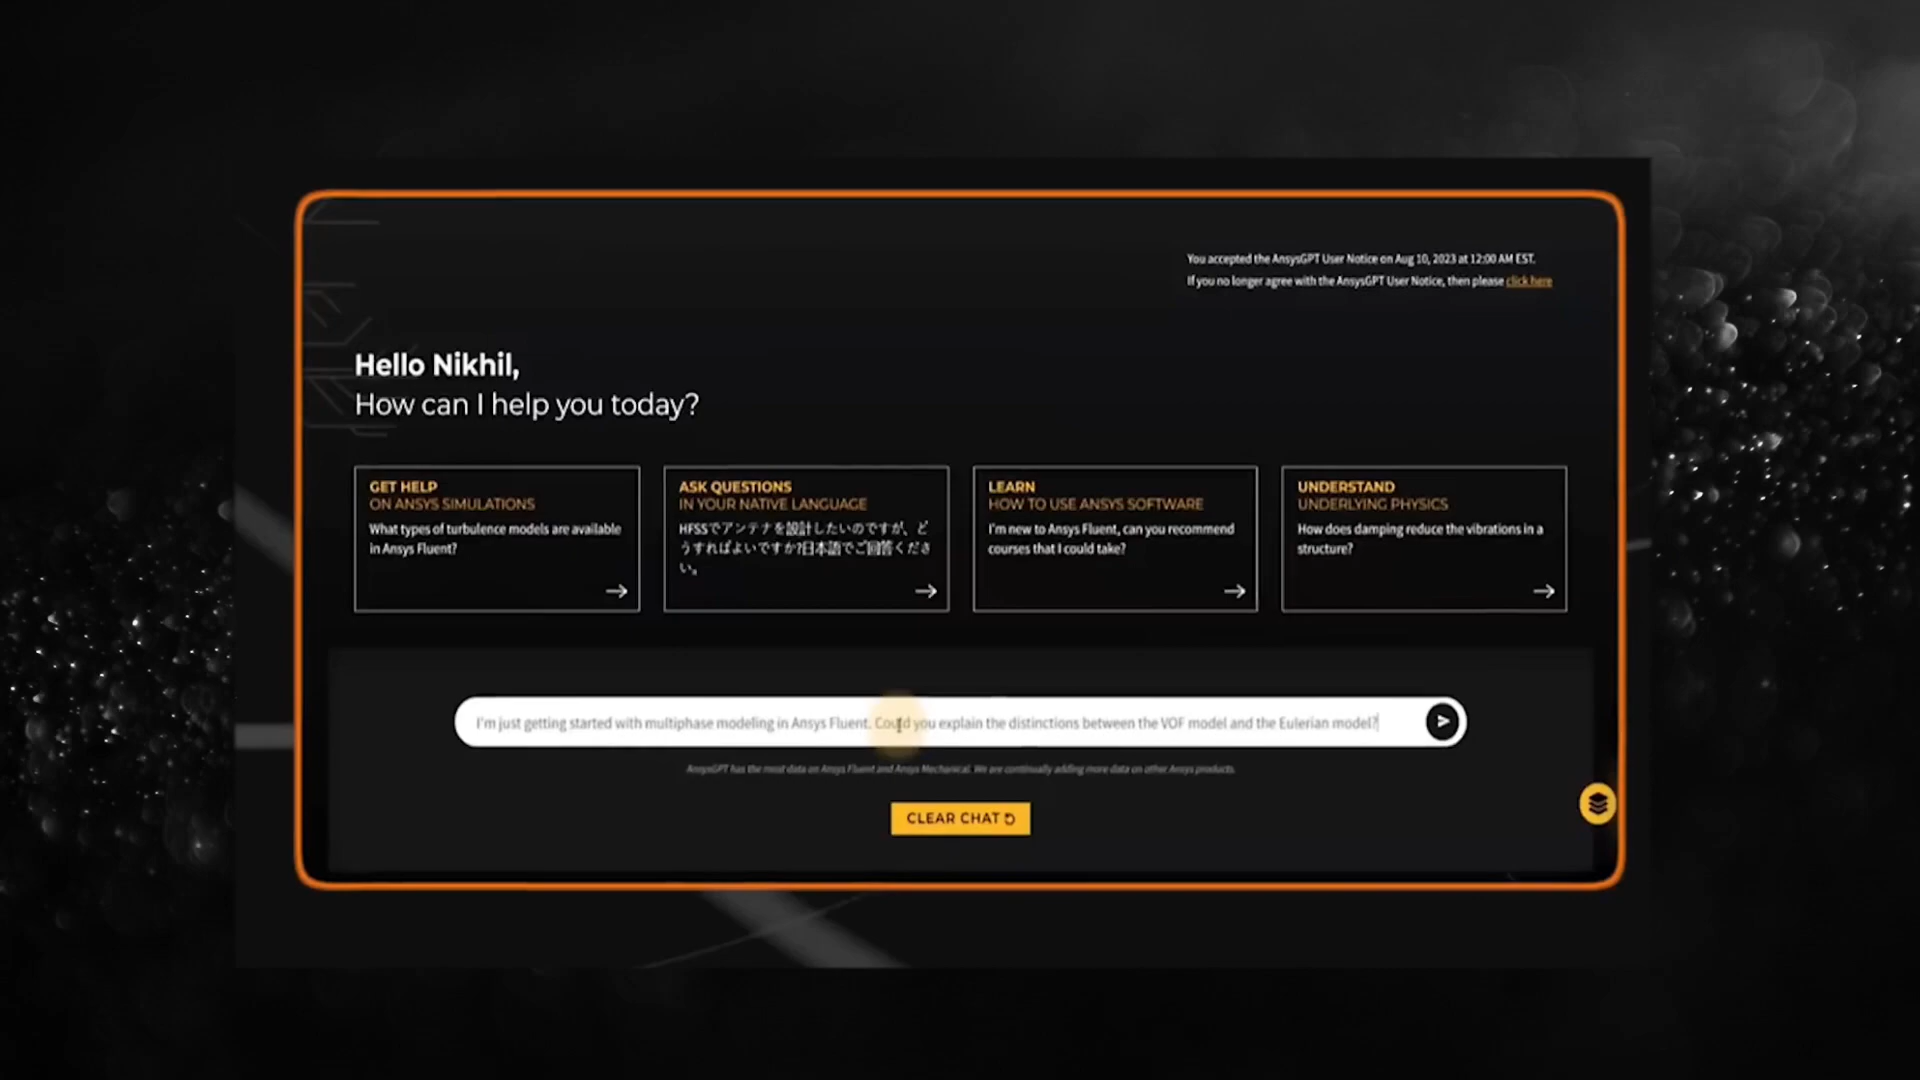 You accepted the AnsysGPT User Notice on Aug 10, 2023 at 12:00 AM EST.
If you no longer agree with the AnsysGPT User Notice, then please click here
Hello Nikhil,
How can I help you today?
GET HELP
ON ANSYS SIMULATIONS
What types of turbulence models are available
in Ansys Fluent?
ASK QUESTIONS
IN YOUR NATIVE LANGUAGE
HFSSでアンテナを設計したいのですが、ど
うすればよいですか?日本語でご回答くださ
い。
LEARN
HOW TO USE ANSYS SOFTWARE
I'm new to Ansys Fluent, can you recommend
courses that I could take?
UNDERSTAND
UNDERLYING PHYSICS
How does damping reduce the vibrations in a
structure?
I'm just getting started with multiphase modeling in Ansys Fluent. Could you explain the distinctions between the VOF model and the Eulerian model?
AnsysGPT has the most data on Ansys Fluent and Ansys Mechanical. We are continually adding more data on other Ansys products.
CLEAR CHAT